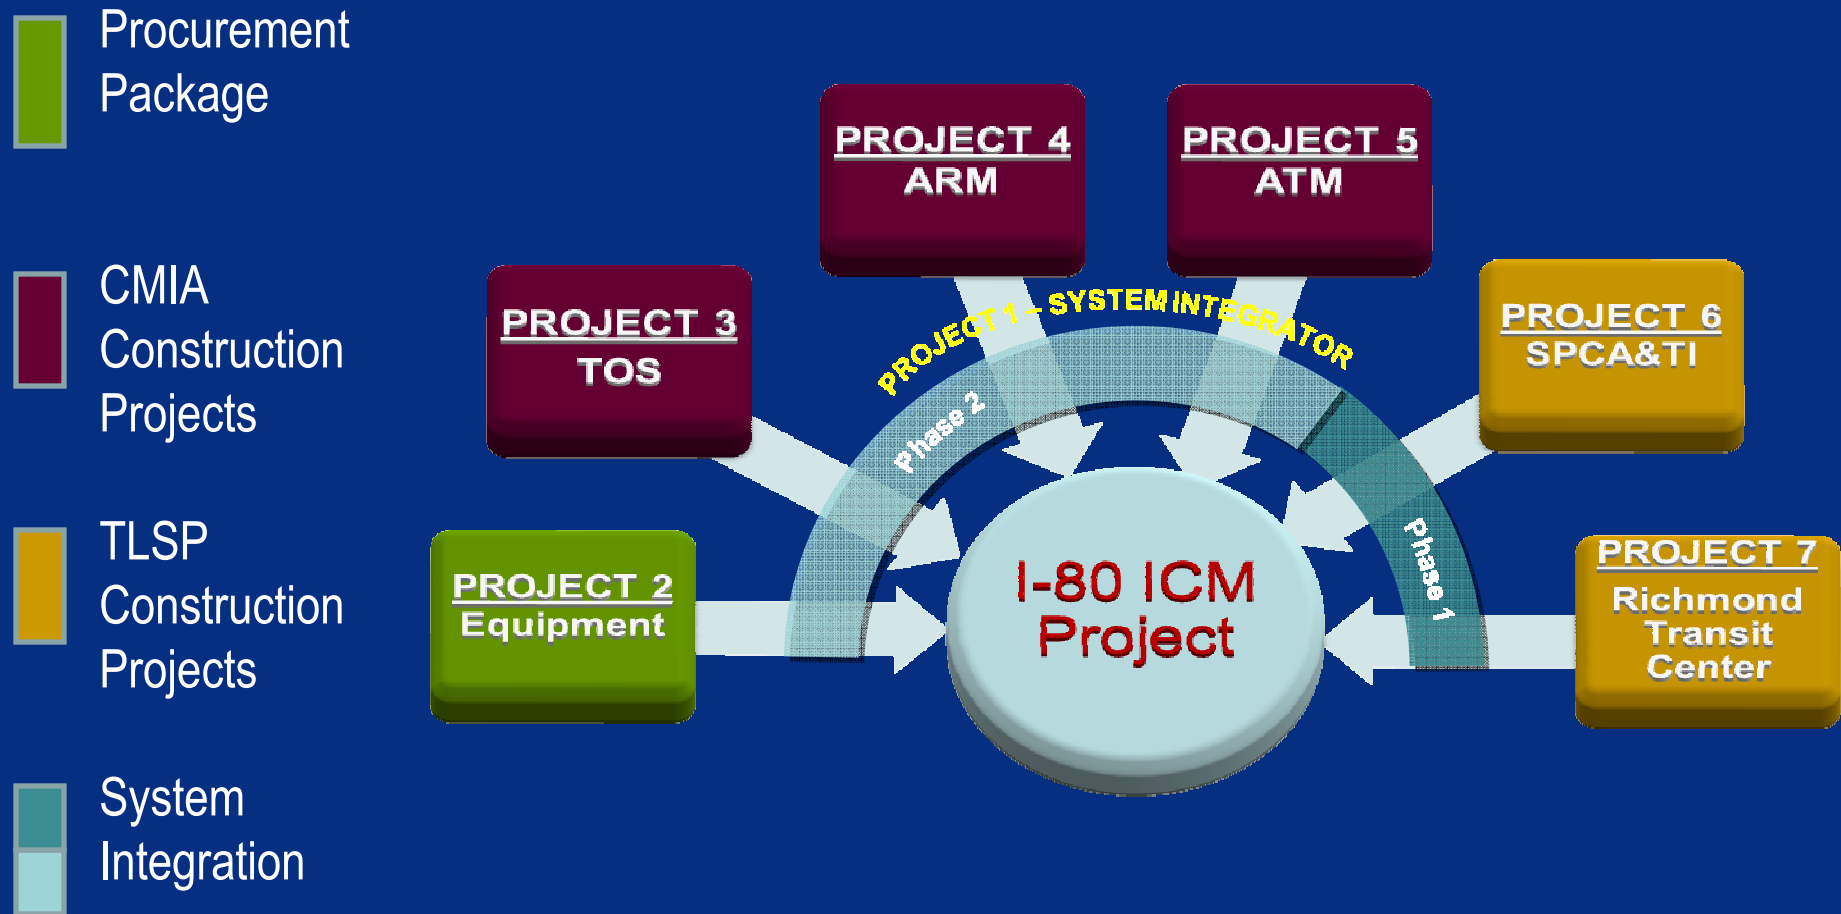 Procurement
Package
CMIA
Construction
Projects
TLSP
Construction
Projects
System
Integration
PROJECT 4
ARM
PROJECT 5
ATM
PROJECT 3
TOS
PROJECT 1 – SYSTEM INTEGRATOR
PROJECT 6
SPCA&TI
Phase 2
Phase 1
PROJECT 2
Equipment
I-80 ICM
Project
PROJECT 7
Richmond
Transit
Center